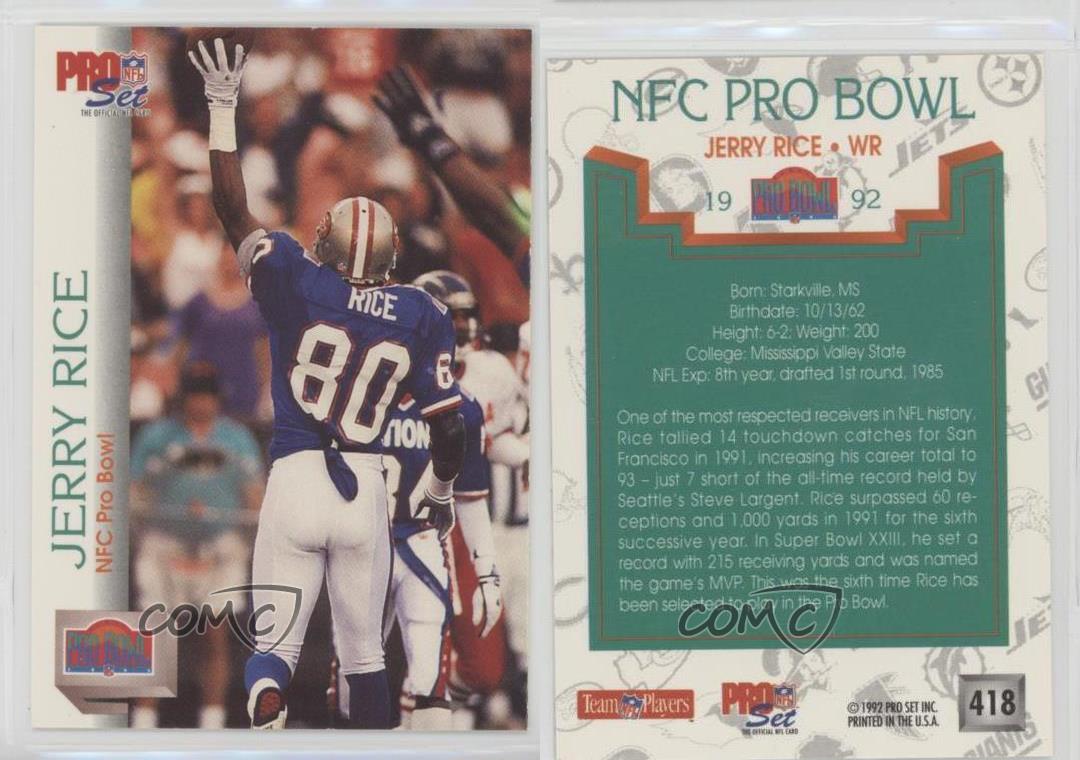 PRO
NFL
Set
THE OFFICIAL NFL CARD
JERRY RICE
NFC Pro Bowl
PRO BOWL
RICE
80
80
TION
COMC
NFC PRO BOWL
JERRY RICE • WR
19 PRO BOWL 92
Born: Starkville, MS
Birthdate: 10/13/62
Height: 6-2; Weight: 200
College: Mississippi Valley State
NFL Exp: 8th year, drafted 1st round, 1985
One of the most respected receivers in NFL history,
Rice tallied 14 touchdown catches for San
Francisco in 1991, increasing his career total to
93 – just 7 short of the all-time record held by
Seattle's Steve Largent. Rice surpassed 60 re-
ceptions and 1,000 yards in 1991 for the sixth
successive year. In Super Bowl XXIII, he set a
record with 215 receiving yards and was named
the game's MVP. This was the sixth time Rice has
been selected to play in the Pro Bowl.
COMC
Team NFL Players
PRO
NFL
Set
THE OFFICIAL NFL CARD
© 1992 PRO SET INC.
PRINTED IN THE U.S.A.
418
JETS
GIANTS